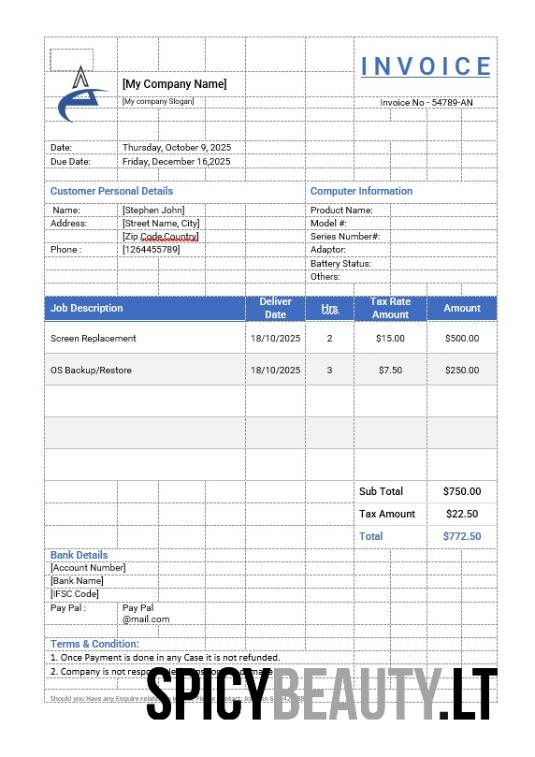 INVOICE
[My Company Name]
[My company Slogan]
Invoice No - 54789-AN
Date: Thursday, October 9, 2025
Due Date: Friday, December 16,2025
Customer Personal Details Computer Information
Name: [Stephen John] Product Name:
Address: [Street Name, City] Model #:
[Zip Code,Country] Series Number#:
Phone : [1264455789] Adaptor:
Battery Status:
Others:
Job Description Deliver Date Hrs Tax Rate Amount Amount
Screen Replacement 18/10/2025 2 $15.00 $500.00
OS Backup/Restore 18/10/2025 3 $7.50 $250.00
Sub Total $750.00
Tax Amount $22.50
Total $772.50
Bank Details
[Account Number]
[Bank Name]
[IFSC Code]
Pay Pal : Pay Pal
@mail.com
Terms & Condition:
1. Once Payment is done in any Case it is not refunded.
2. Company is not
Should you Have any Enquire
SPICYBEAUTY.LT